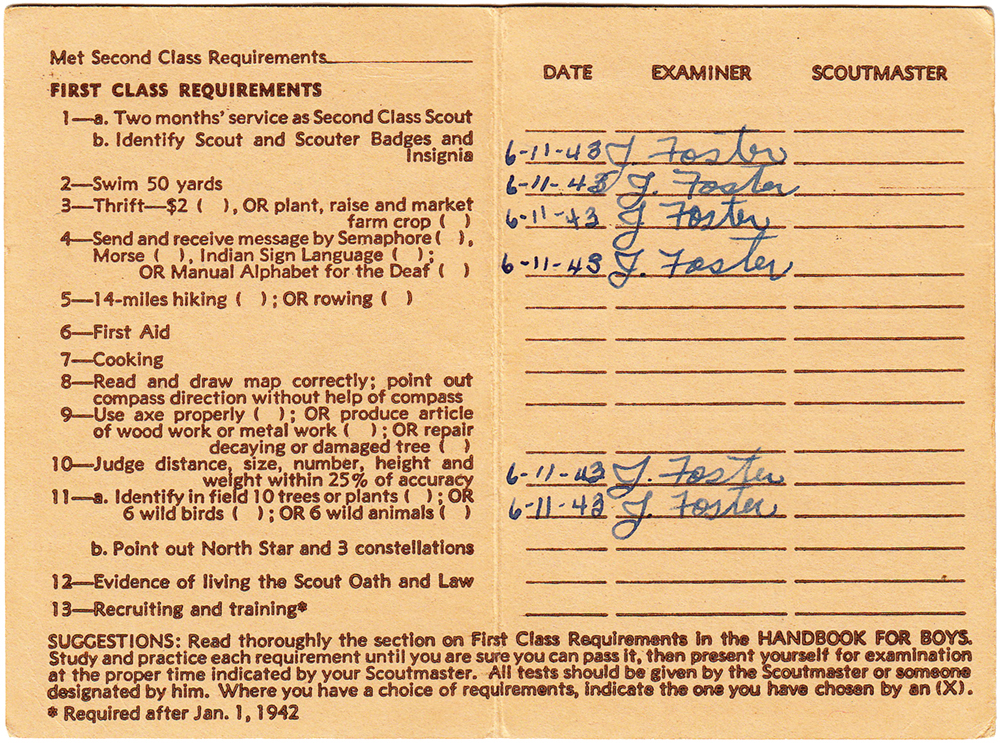 Met Second Class Requirements
DATE EXAMINER SCOUTMASTER
FIRST CLASS REQUIREMENTS
1—a. Two months' service as Second Class Scout
b. Identify Scout and Scouter Badges and
Insignia 6-11-43 J. Foster
2—Swim 50 yards 6-11-43 J. Foster
3—Thrift—$2 ( ), OR plant, raise and market
farm crop ( ) 6-11-43 J. Foster
4—Send and receive message by Semaphore ( ),
Morse ( ), Indian Sign Language ( );
OR Manual Alphabet for the Deaf ( ) 6-11-43 J. Foster
5—14-miles hiking ( ); OR rowing ( )
6—First Aid
7—Cooking
8—Read and draw map correctly; point out
compass direction without help of compass
9—Use axe properly ( ); OR produce article
of wood work or metal work ( ); OR repair
decaying or damaged tree ( )
10—Judge distance, size, number, height and
weight within 25% of accuracy 6-11-43 J. Foster
11—a. Identify in field 10 trees or plants ( ); OR
6 wild birds ( ); OR 6 wild animals ( ) 6-11-43 J. Foster
b. Point out North Star and 3 constellations
12—Evidence of living the Scout Oath and Law
13—Recruiting and training*
SUGGESTIONS: Read thoroughly the section on First Class Requirements in the HANDBOOK FOR BOYS.
Study and practice each requirement until you are sure you can pass it, then present yourself for examination
at the proper time indicated by your Scoutmaster. All tests should be given by the Scoutmaster or someone
designated by him. Where you have a choice of requirements, indicate the one you have chosen by an (X).
* Required after Jan. 1, 1942